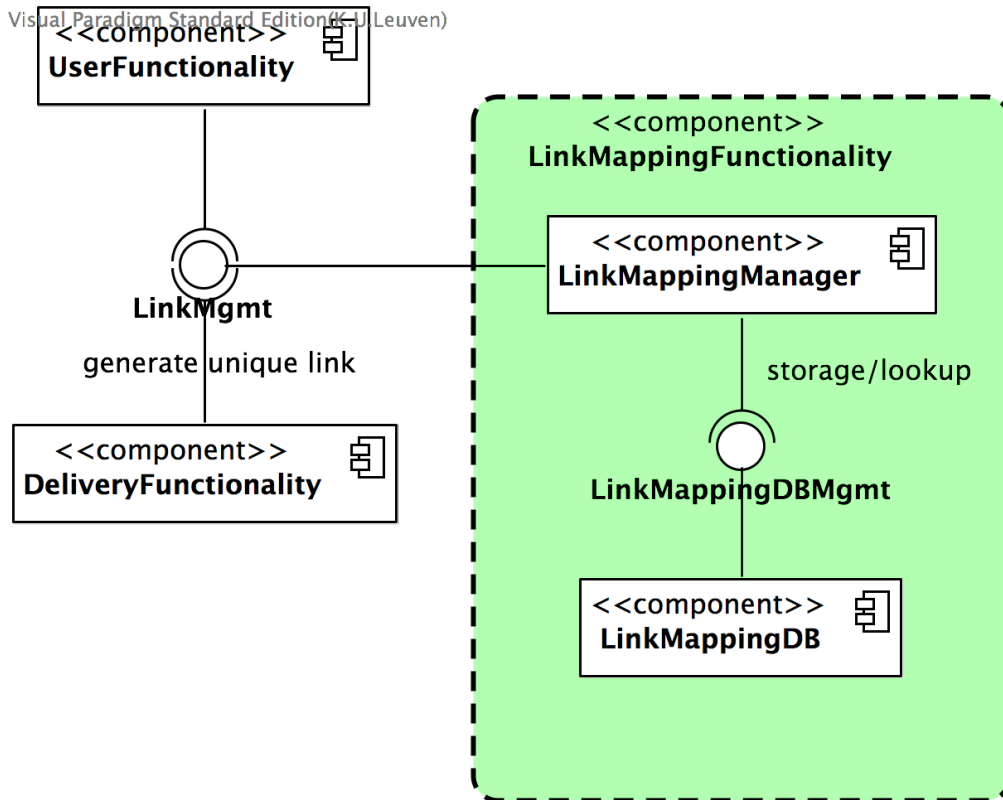 Visual Paradigm Standard Edition(K.U.Leuven)
<<component>>
UserFunctionality
<<component>>
LinkMappingFunctionality
<<component>>
LinkMappingManager
LinkMgmt
generate unique link
storage/lookup
<<component>>
DeliveryFunctionality
LinkMappingDBMgmt
<<component>>
LinkMappingDB